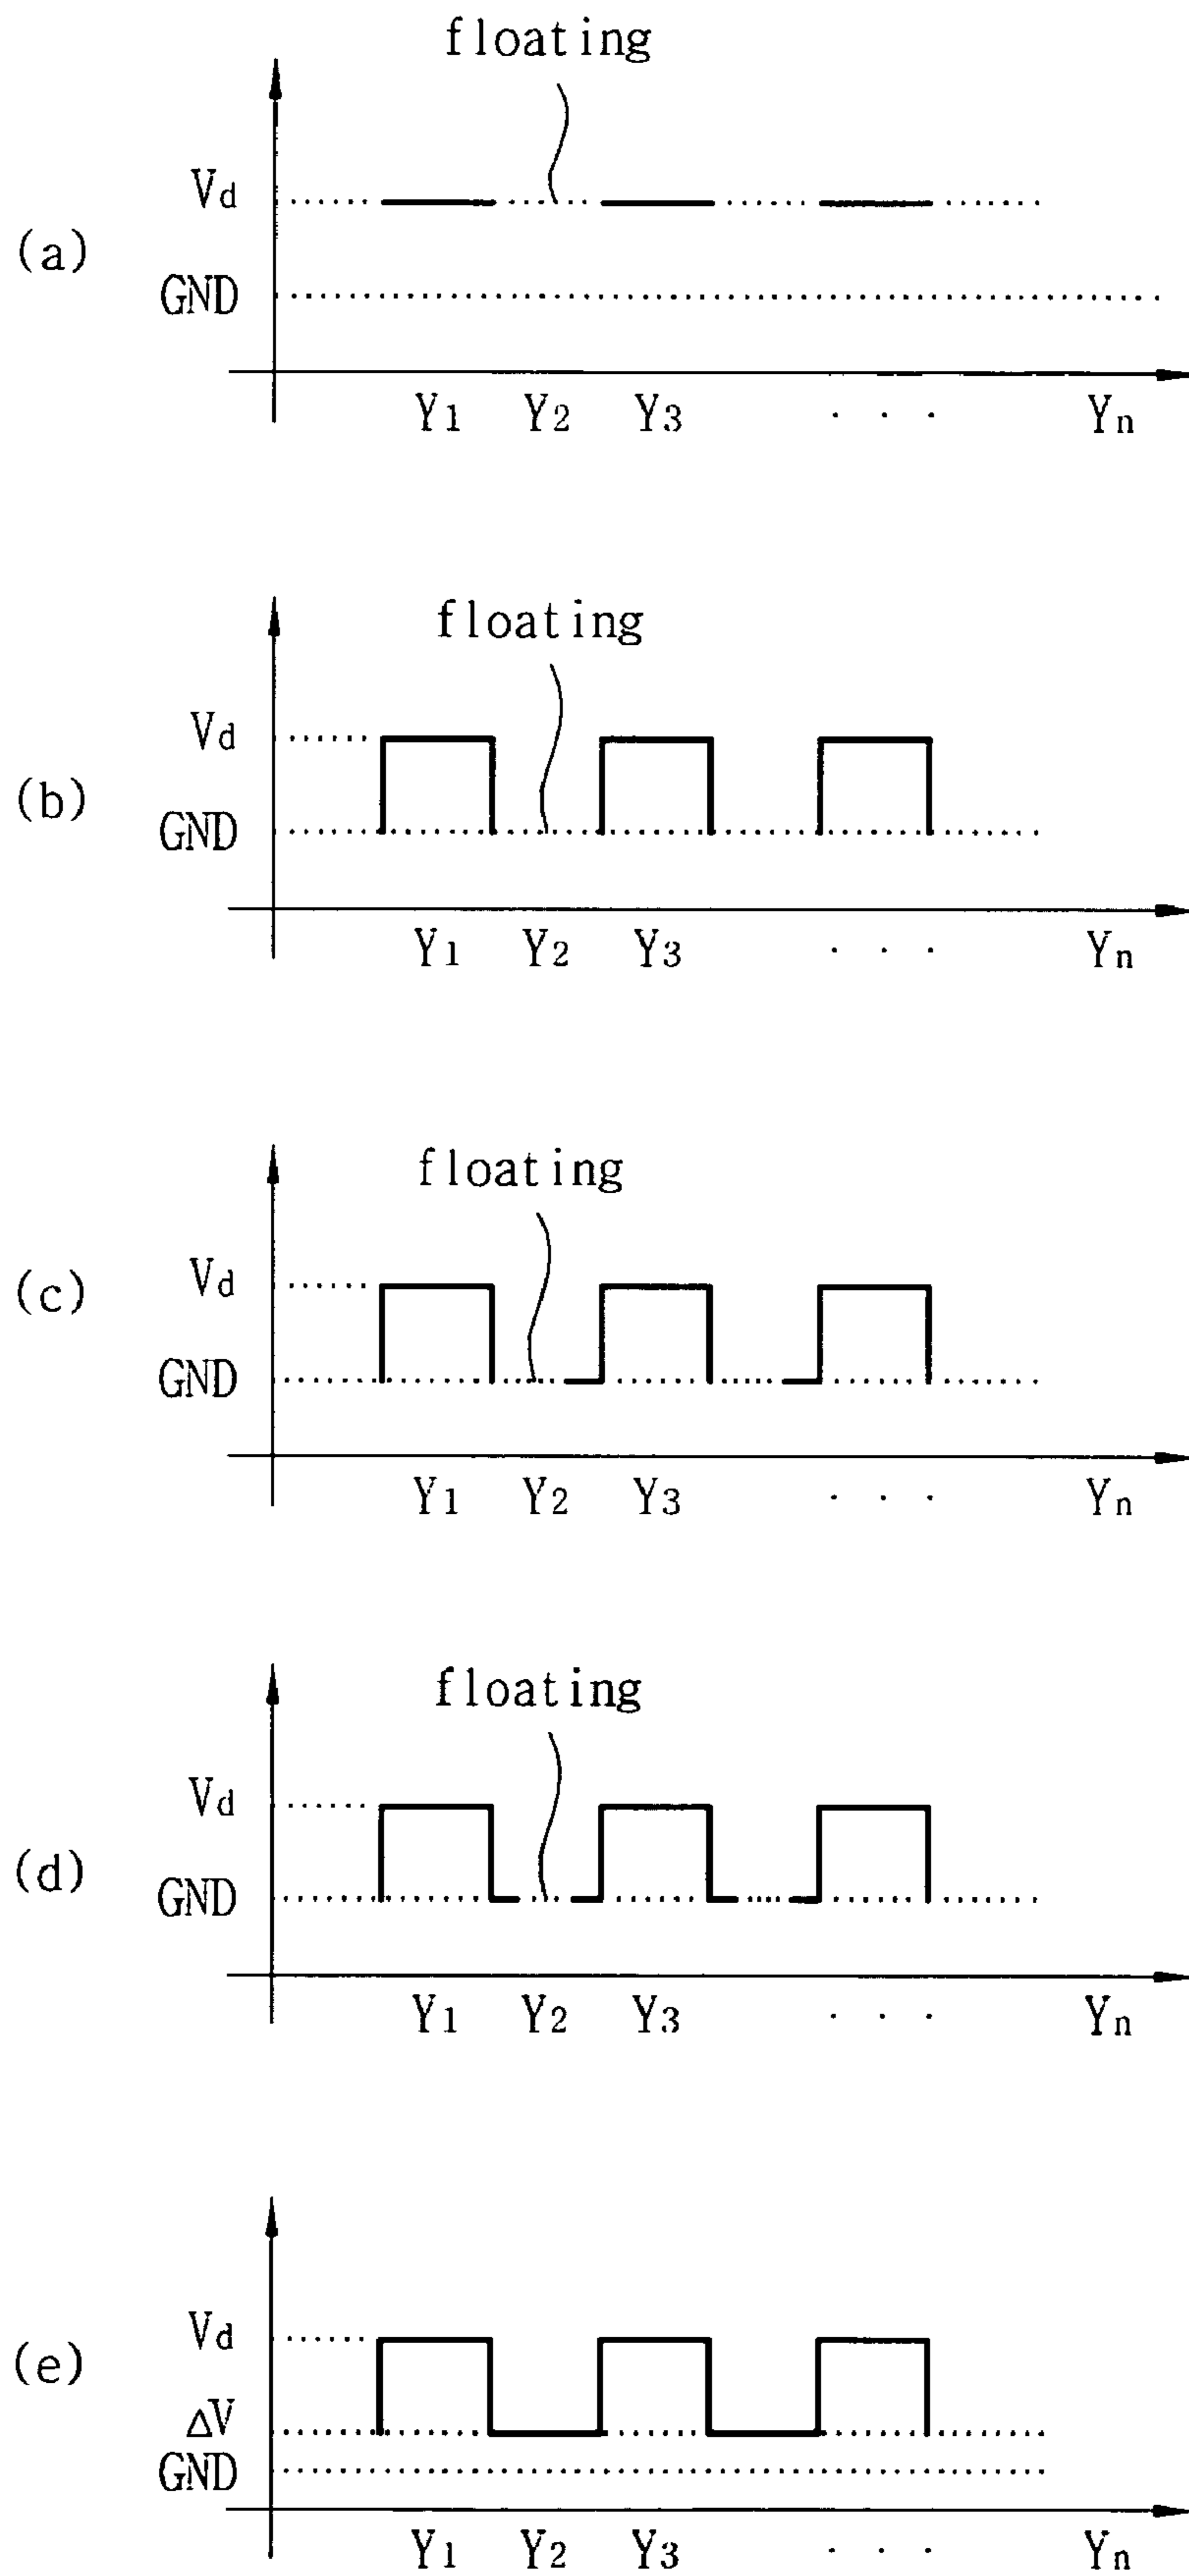 floating
Vd
(a)
GND
Y1 Y2 Y3 . . . Yn
floating
Vd
(b)
GND
Y1 Y2 Y3 . . . Yn
floating
Vd
(c)
GND
Y1 Y2 Y3 . . . Yn
floating
Vd
(d)
GND
Y1 Y2 Y3 . . . Yn
Vd
(e)
ΔV
GND
Y1 Y2 Y3 . . . Yn